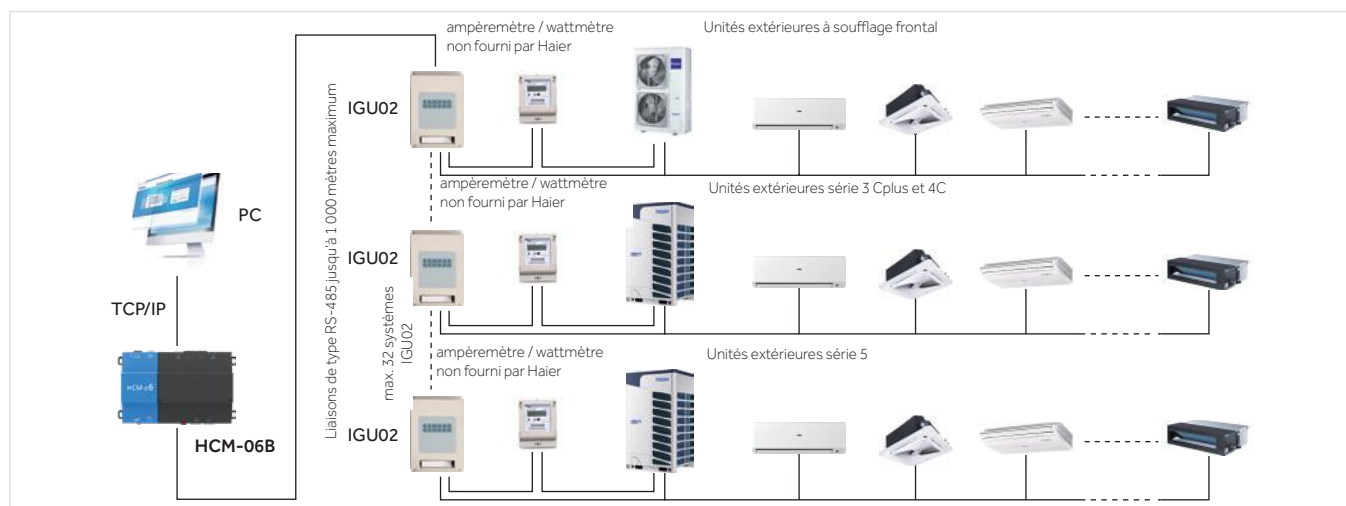 ampèremètre / wattmètre
non fourni par Haier
Unités extérieures à soufflage frontal
IGU02
Liaisons de type RS-485 jusqu'à 1 000 mètres maximum
ampèremètre / wattmètre
non fourni par Haier
Unités extérieures série 3 Cplus et 4C
PC
IGU02
TCP/IP
max. 32 systèmes
IGU02
ampèremètre / wattmètre
non fourni par Haier
Unités extérieures série 5
HCM-06
HCM-06B
IGU02